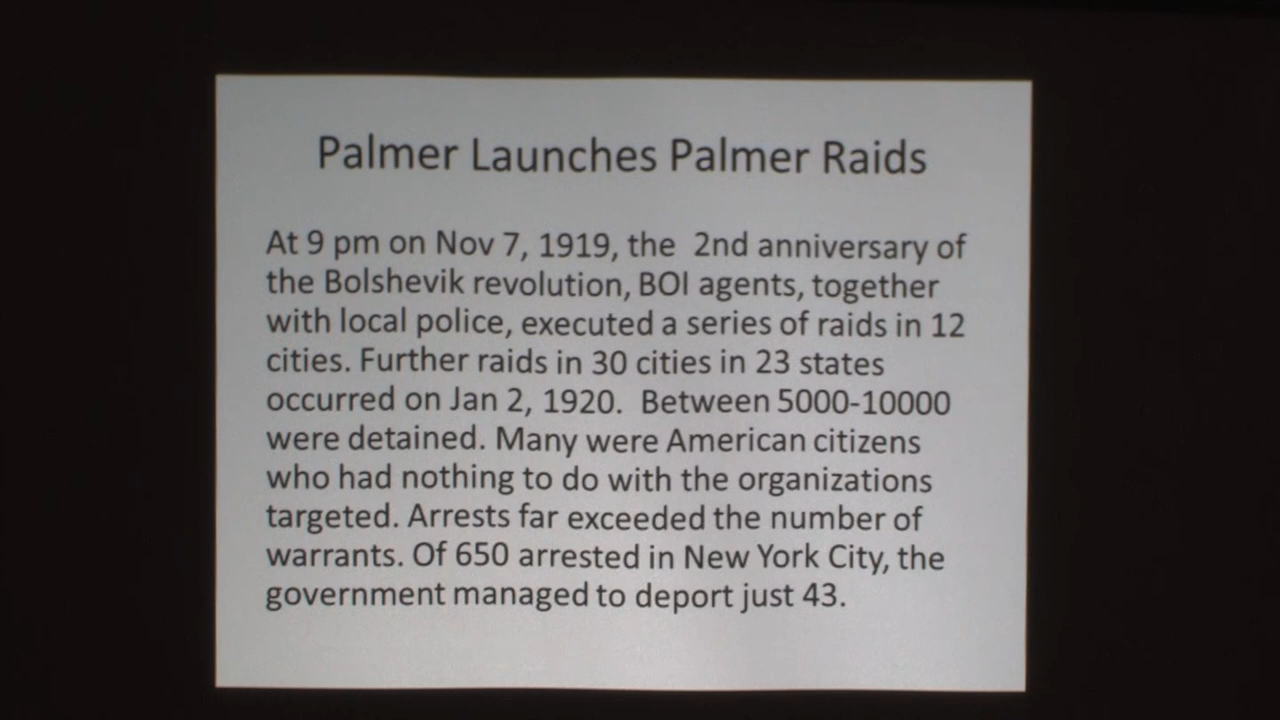 Palmer Launches Palmer Raids
At 9 pm on Nov 7, 1919, the  2nd anniversary of
the Bolshevik revolution, BOI agents, together
with local police, executed a series of raids in 12
cities. Further raids in 30 cities in 23 states
occurred on Jan 2, 1920.  Between 5000-10000
were detained. Many were American citizens
who had nothing to do with the organizations
targeted. Arrests far exceeded the number of
warrants. Of 650 arrested in New York City, the
government managed to deport just 43.